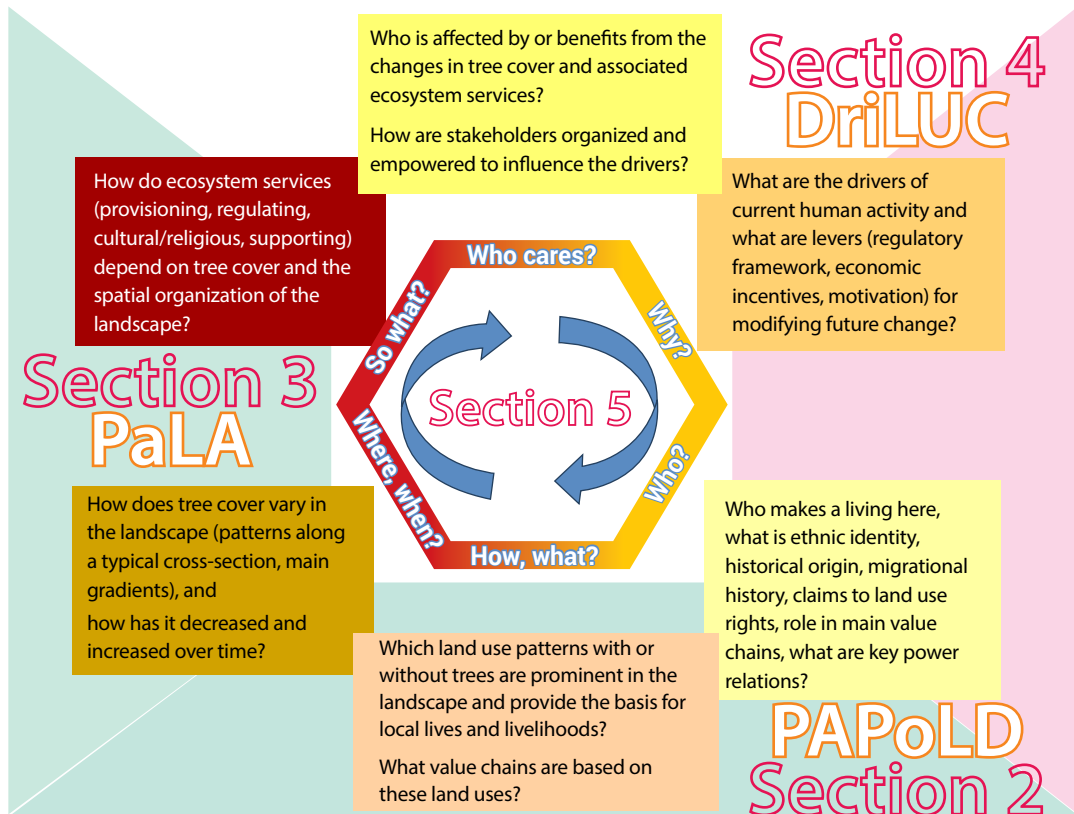 Who is affected by or benefits from the
changes in tree cover and associated
ecosystem services?
How are stakeholders organized and
empowered to influence the drivers?
Section 4
DriLUC
How do ecosystem services
(provisioning, regulating,
cultural/religious, supporting)
depend on tree cover and the
spatial organization of the
landscape?
What are the drivers of
current human activity and
what are levers (regulatory
framework, economic
incentives, motivation) for
modifying future change?
Who cares?
So what?
Why?
Section 3
PaLA
Section 5
Where, when?
Who?
How, what?
How does tree cover vary in
the landscape (patterns along
a typical cross-section, main
gradients), and
how has it decreased and
increased over time?
Who makes a living here,
what is ethnic identity,
historical origin, migrational
history, claims to land use
rights, role in main value
chains, what are key power
relations?
Which land use patterns with or
without trees are prominent in the
landscape and provide the basis for
local lives and livelihoods?
What value chains are based on
these land uses?
PAPoLD
Section 2